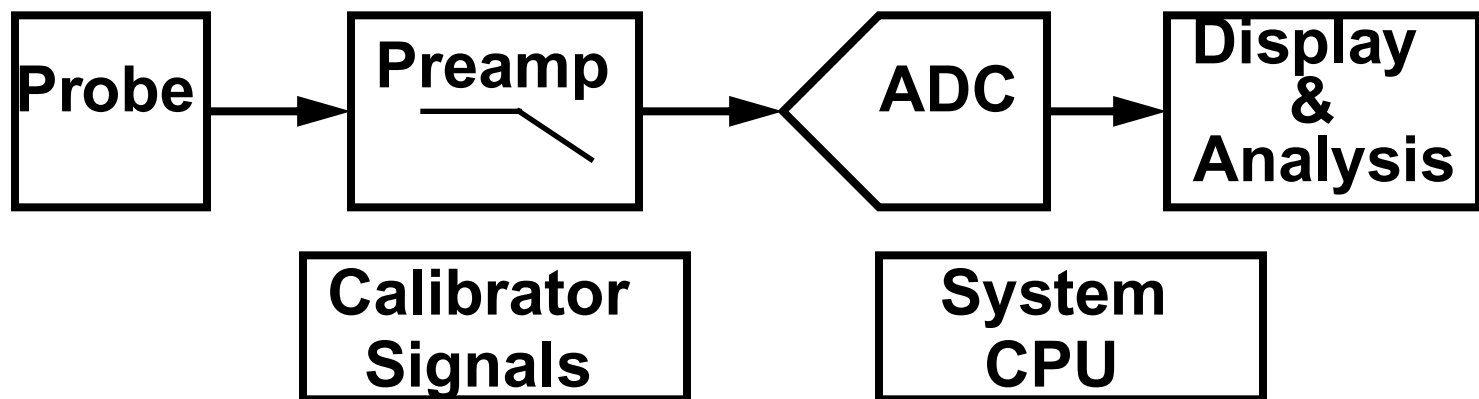 Probe
Preamp
ADC
Display
&
Analysis
Calibrator
Signals
System
CPU